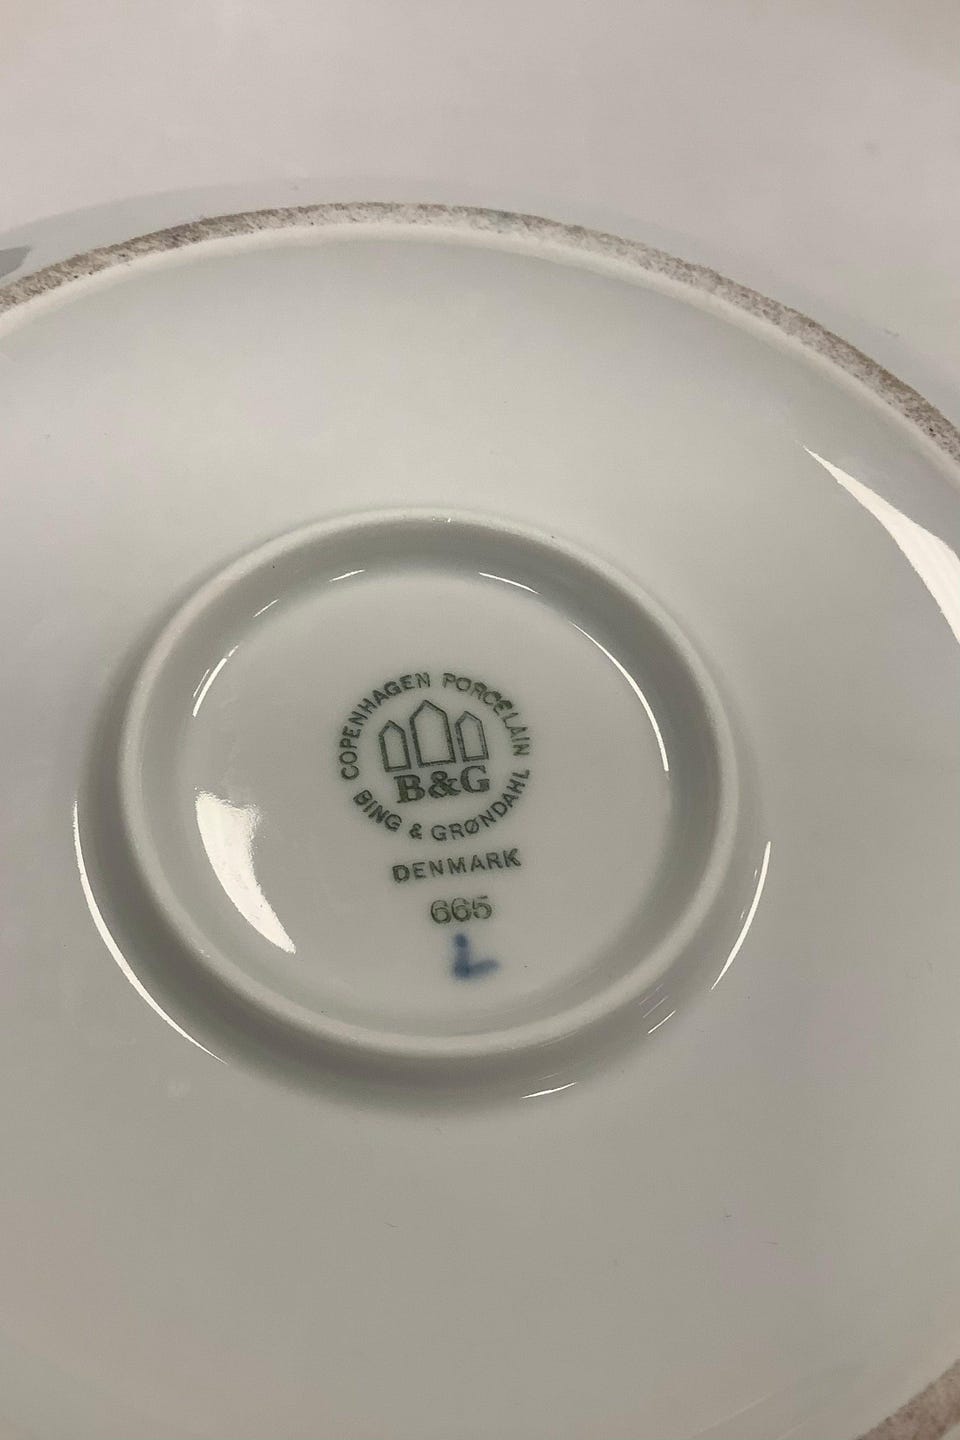 COPENHAGEN PORCELAIN
B&G
BING & GRØNDAHL
DENMARK
665